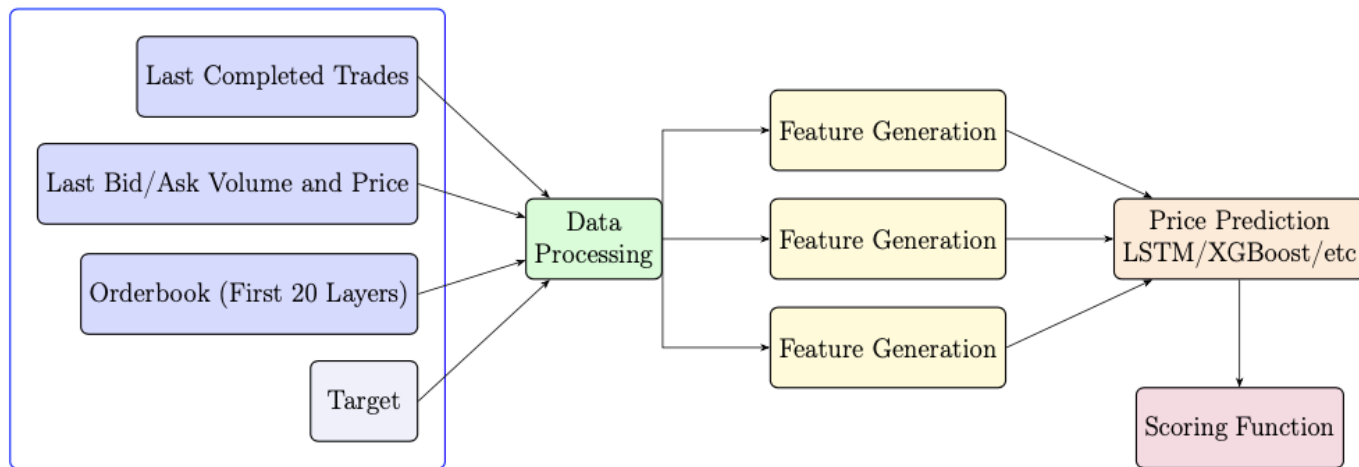 Last Completed Trades
Last Bid/Ask Volume and Price
Orderbook (First 20 Layers)
Target
Data
Processing
Feature Generation
Feature Generation
Feature Generation
Price Prediction
LSTM/XGBoost/etc
Scoring Function